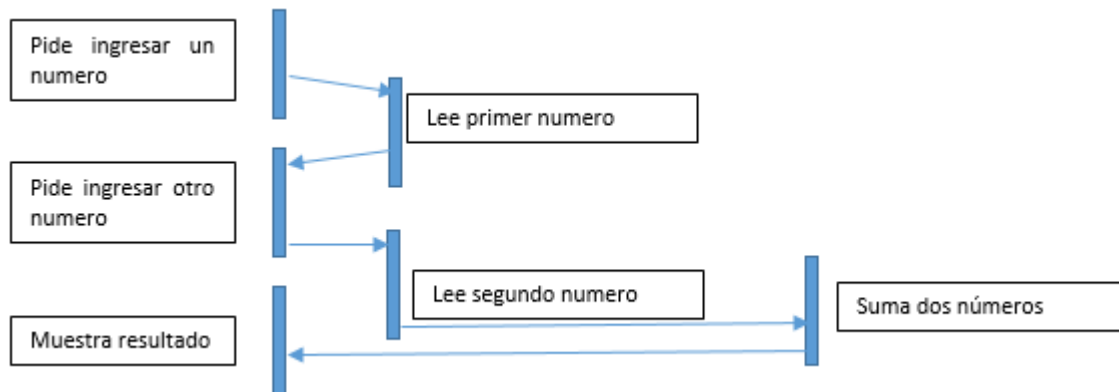 Pide ingresar un
numero
Lee primer numero
Pide ingresar otro
numero
Lee segundo numero
Suma dos números
Muestra resultado